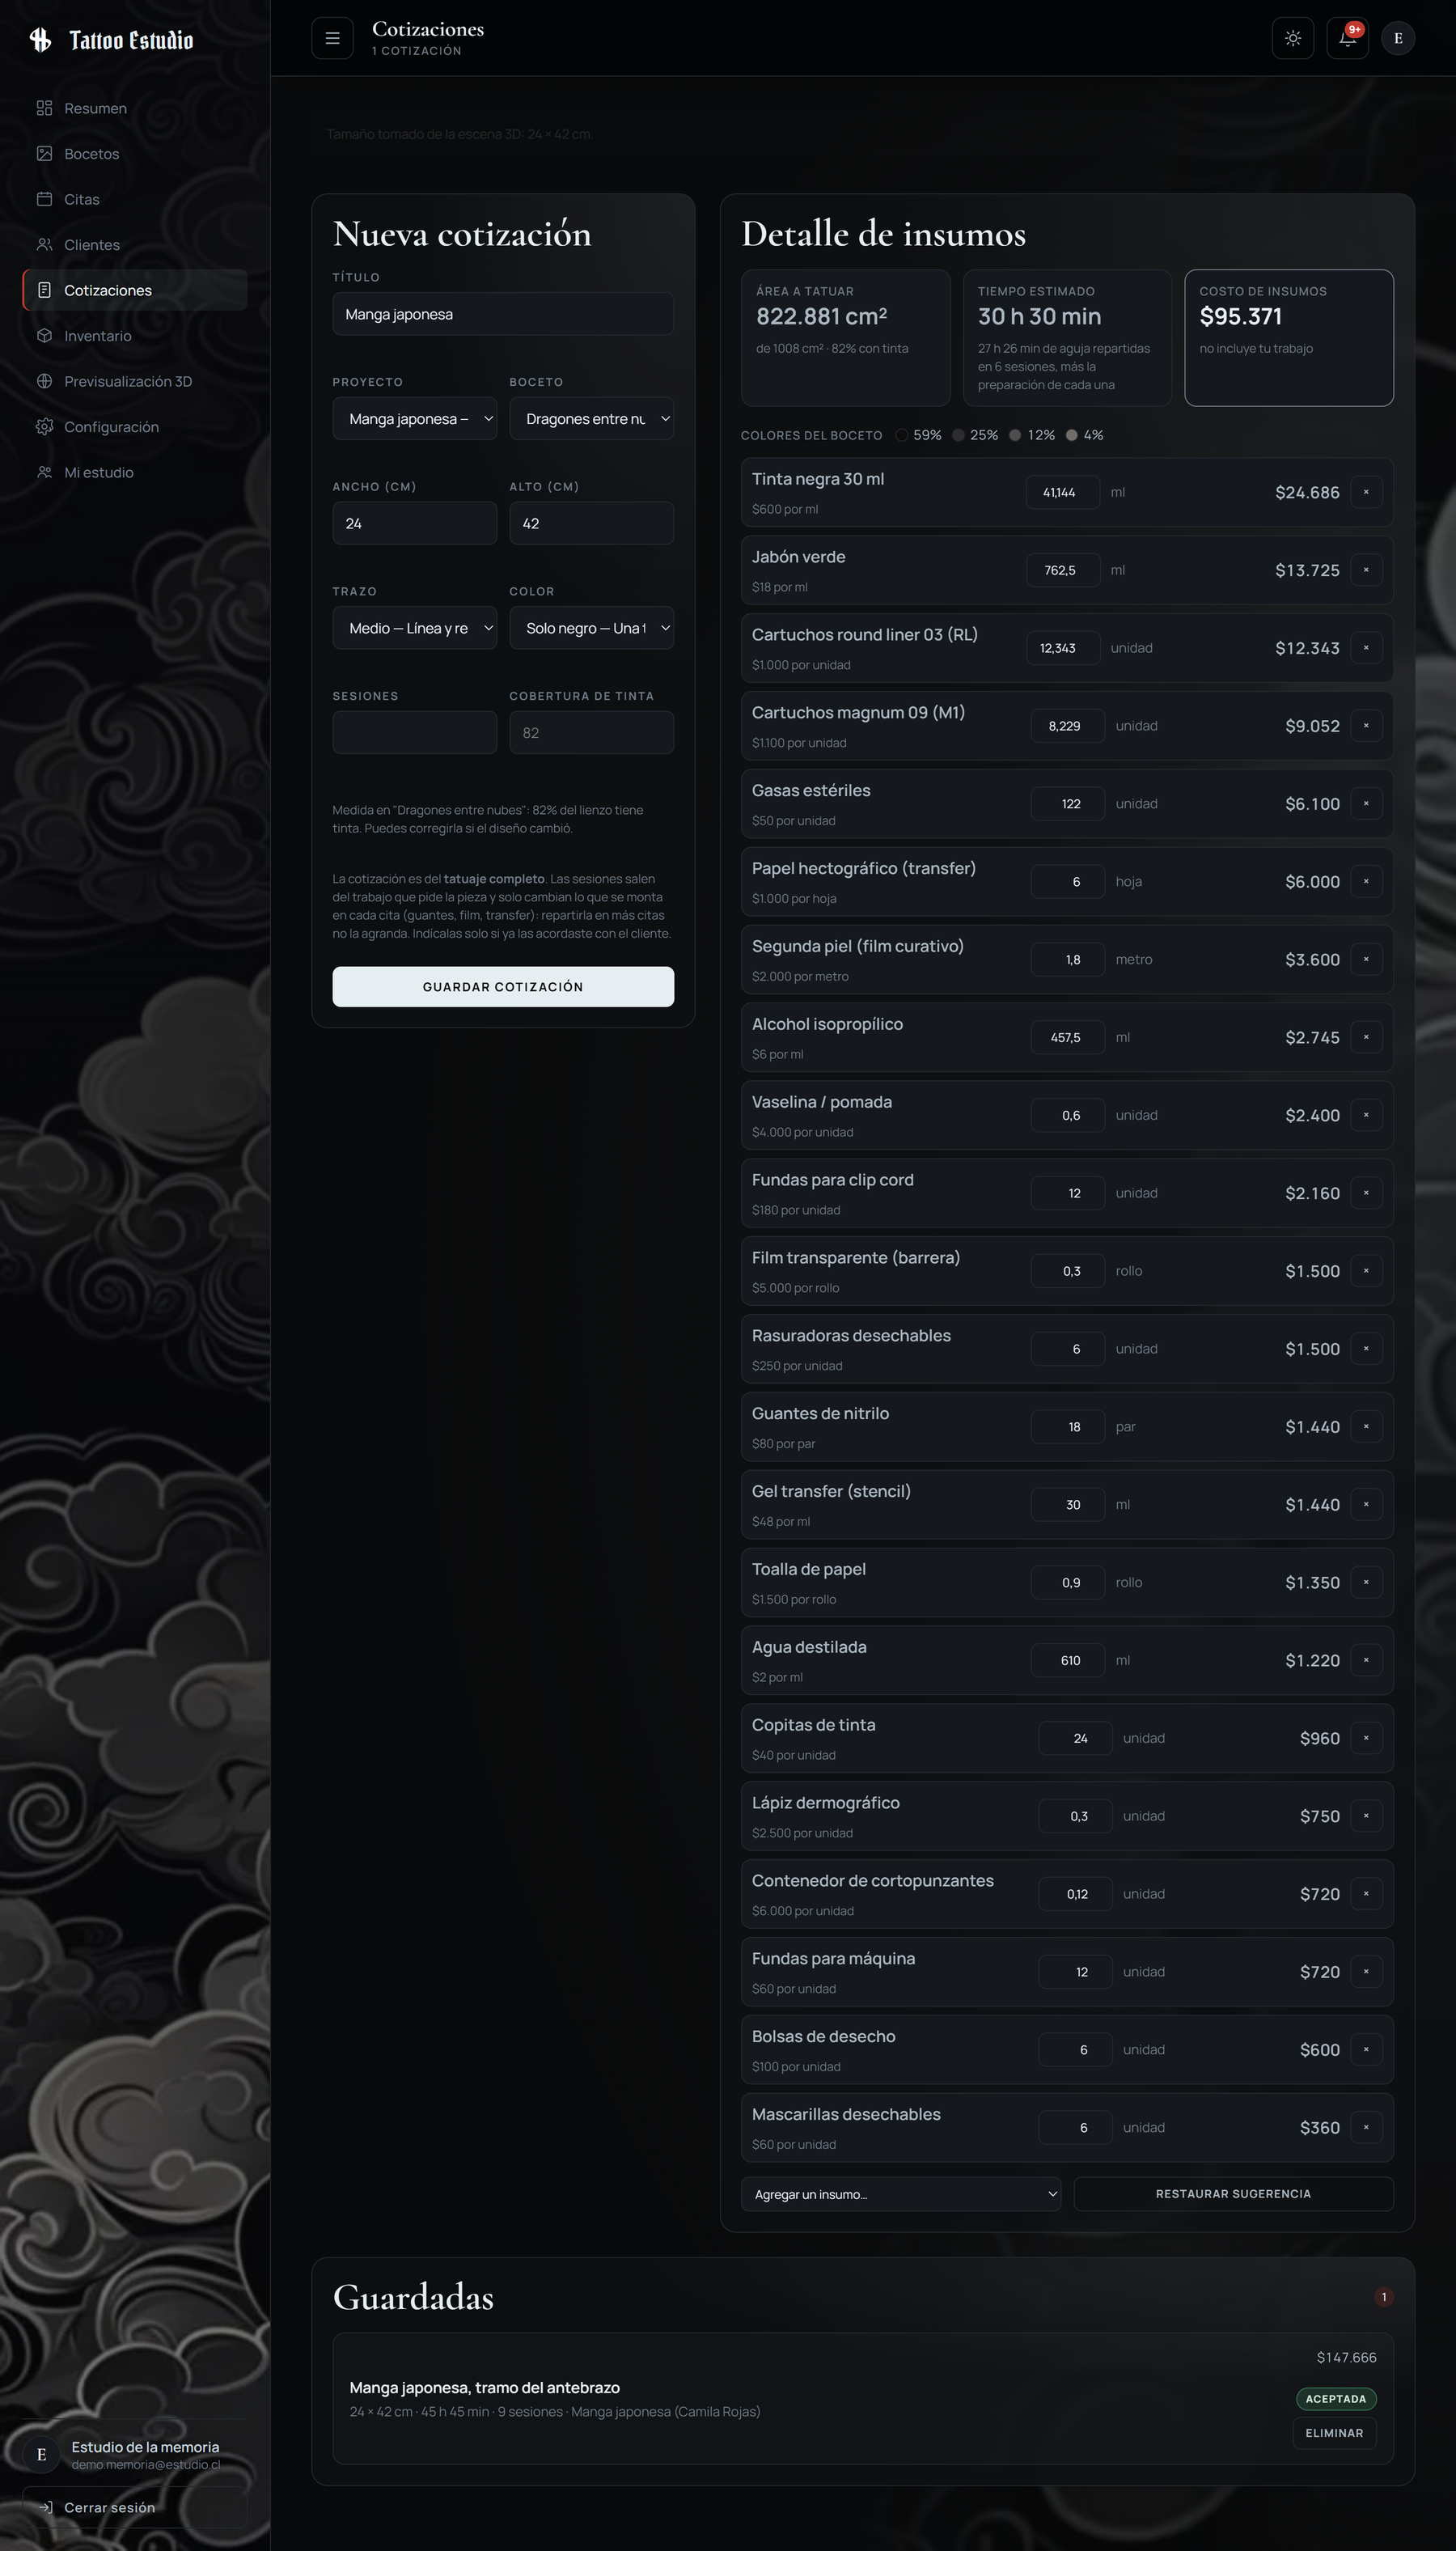 Tattoo Estudio
Resumen
Bocetos
Citas
Clientes
Cotizaciones
Inventario
Previsualización 3D
Configuración
Mi estudio
Cotizaciones
1 COTIZACIÓN
9+
E
Tamaño tomado de la escena 3D: 24 × 42 cm.
Nueva cotización
TÍTULO
Manga japonesa
PROYECTO
BOCETO
Manga japonesa –
Dragones entre nu
ANCHO (CM)
ALTO (CM)
24
42
TRAZO
COLOR
Medio — Línea y re
Solo negro — Una t
SESIONES
COBERTURA DE TINTA
82
Medida en "Dragones entre nubes": 82% del lienzo tiene
tinta. Puedes corregirla si el diseño cambió.
La cotización es del tatuaje completo. Las sesiones salen
del trabajo que pide la pieza y solo cambian lo que se monta
en cada cita (guantes, film, transfer): repartirla en más citas
no la agranda. Indícalas solo si ya las acordaste con el cliente.
GUARDAR COTIZACIÓN
Detalle de insumos
ÁREA A TATUAR
822.881 cm²
de 1008 cm² · 82% con tinta
TIEMPO ESTIMADO
30 h 30 min
27 h 26 min de aguja repartidas
en 6 sesiones, más la
preparación de cada una
COSTO DE INSUMOS
$95.371
no incluye tu trabajo
COLORES DEL BOCETO 59% 25% 12% 4%
Tinta negra 30 ml
$600 por ml
41,144 ml $24.686 ×
Jabón verde
$18 por ml
762,5 ml $13.725 ×
Cartuchos round liner 03 (RL)
$1.000 por unidad
12,343 unidad $12.343 ×
Cartuchos magnum 09 (M1)
$1.100 por unidad
8,229 unidad $9.052 ×
Gasas estériles
$50 por unidad
122 unidad $6.100 ×
Papel hectográfico (transfer)
$1.000 por hoja
6 hoja $6.000 ×
Segunda piel (film curativo)
$2.000 por metro
1,8 metro $3.600 ×
Alcohol isopropílico
$6 por ml
457,5 ml $2.745 ×
Vaselina / pomada
$4.000 por unidad
0,6 unidad $2.400 ×
Fundas para clip cord
$180 por unidad
12 unidad $2.160 ×
Film transparente (barrera)
$5.000 por rollo
0,3 rollo $1.500 ×
Rasuradoras desechables
$250 por unidad
6 unidad $1.500 ×
Guantes de nitrilo
$80 por par
18 par $1.440 ×
Gel transfer (stencil)
$48 por ml
30 ml $1.440 ×
Toalla de papel
$1.500 por rollo
0,9 rollo $1.350 ×
Agua destilada
$2 por ml
610 ml $1.220 ×
Copitas de tinta
$40 por unidad
24 unidad $960 ×
Lápiz dermográfico
$2.500 por unidad
0,3 unidad $750 ×
Contenedor de cortopunzantes
$6.000 por unidad
0,12 unidad $720 ×
Fundas para máquina
$60 por unidad
12 unidad $720 ×
Bolsas de desecho
$100 por unidad
6 unidad $600 ×
Mascarillas desechables
$60 por unidad
6 unidad $360 ×
Agregar un insumo...
RESTAURAR SUGERENCIA
Guardadas
1
Manga japonesa, tramo del antebrazo
24 × 42 cm · 45 h 45 min · 9 sesiones · Manga japonesa (Camila Rojas)
$147.666
ACEPTADA
ELIMINAR
E
Estudio de la memoria
demo.memoria@estudio.cl
Cerrar sesión